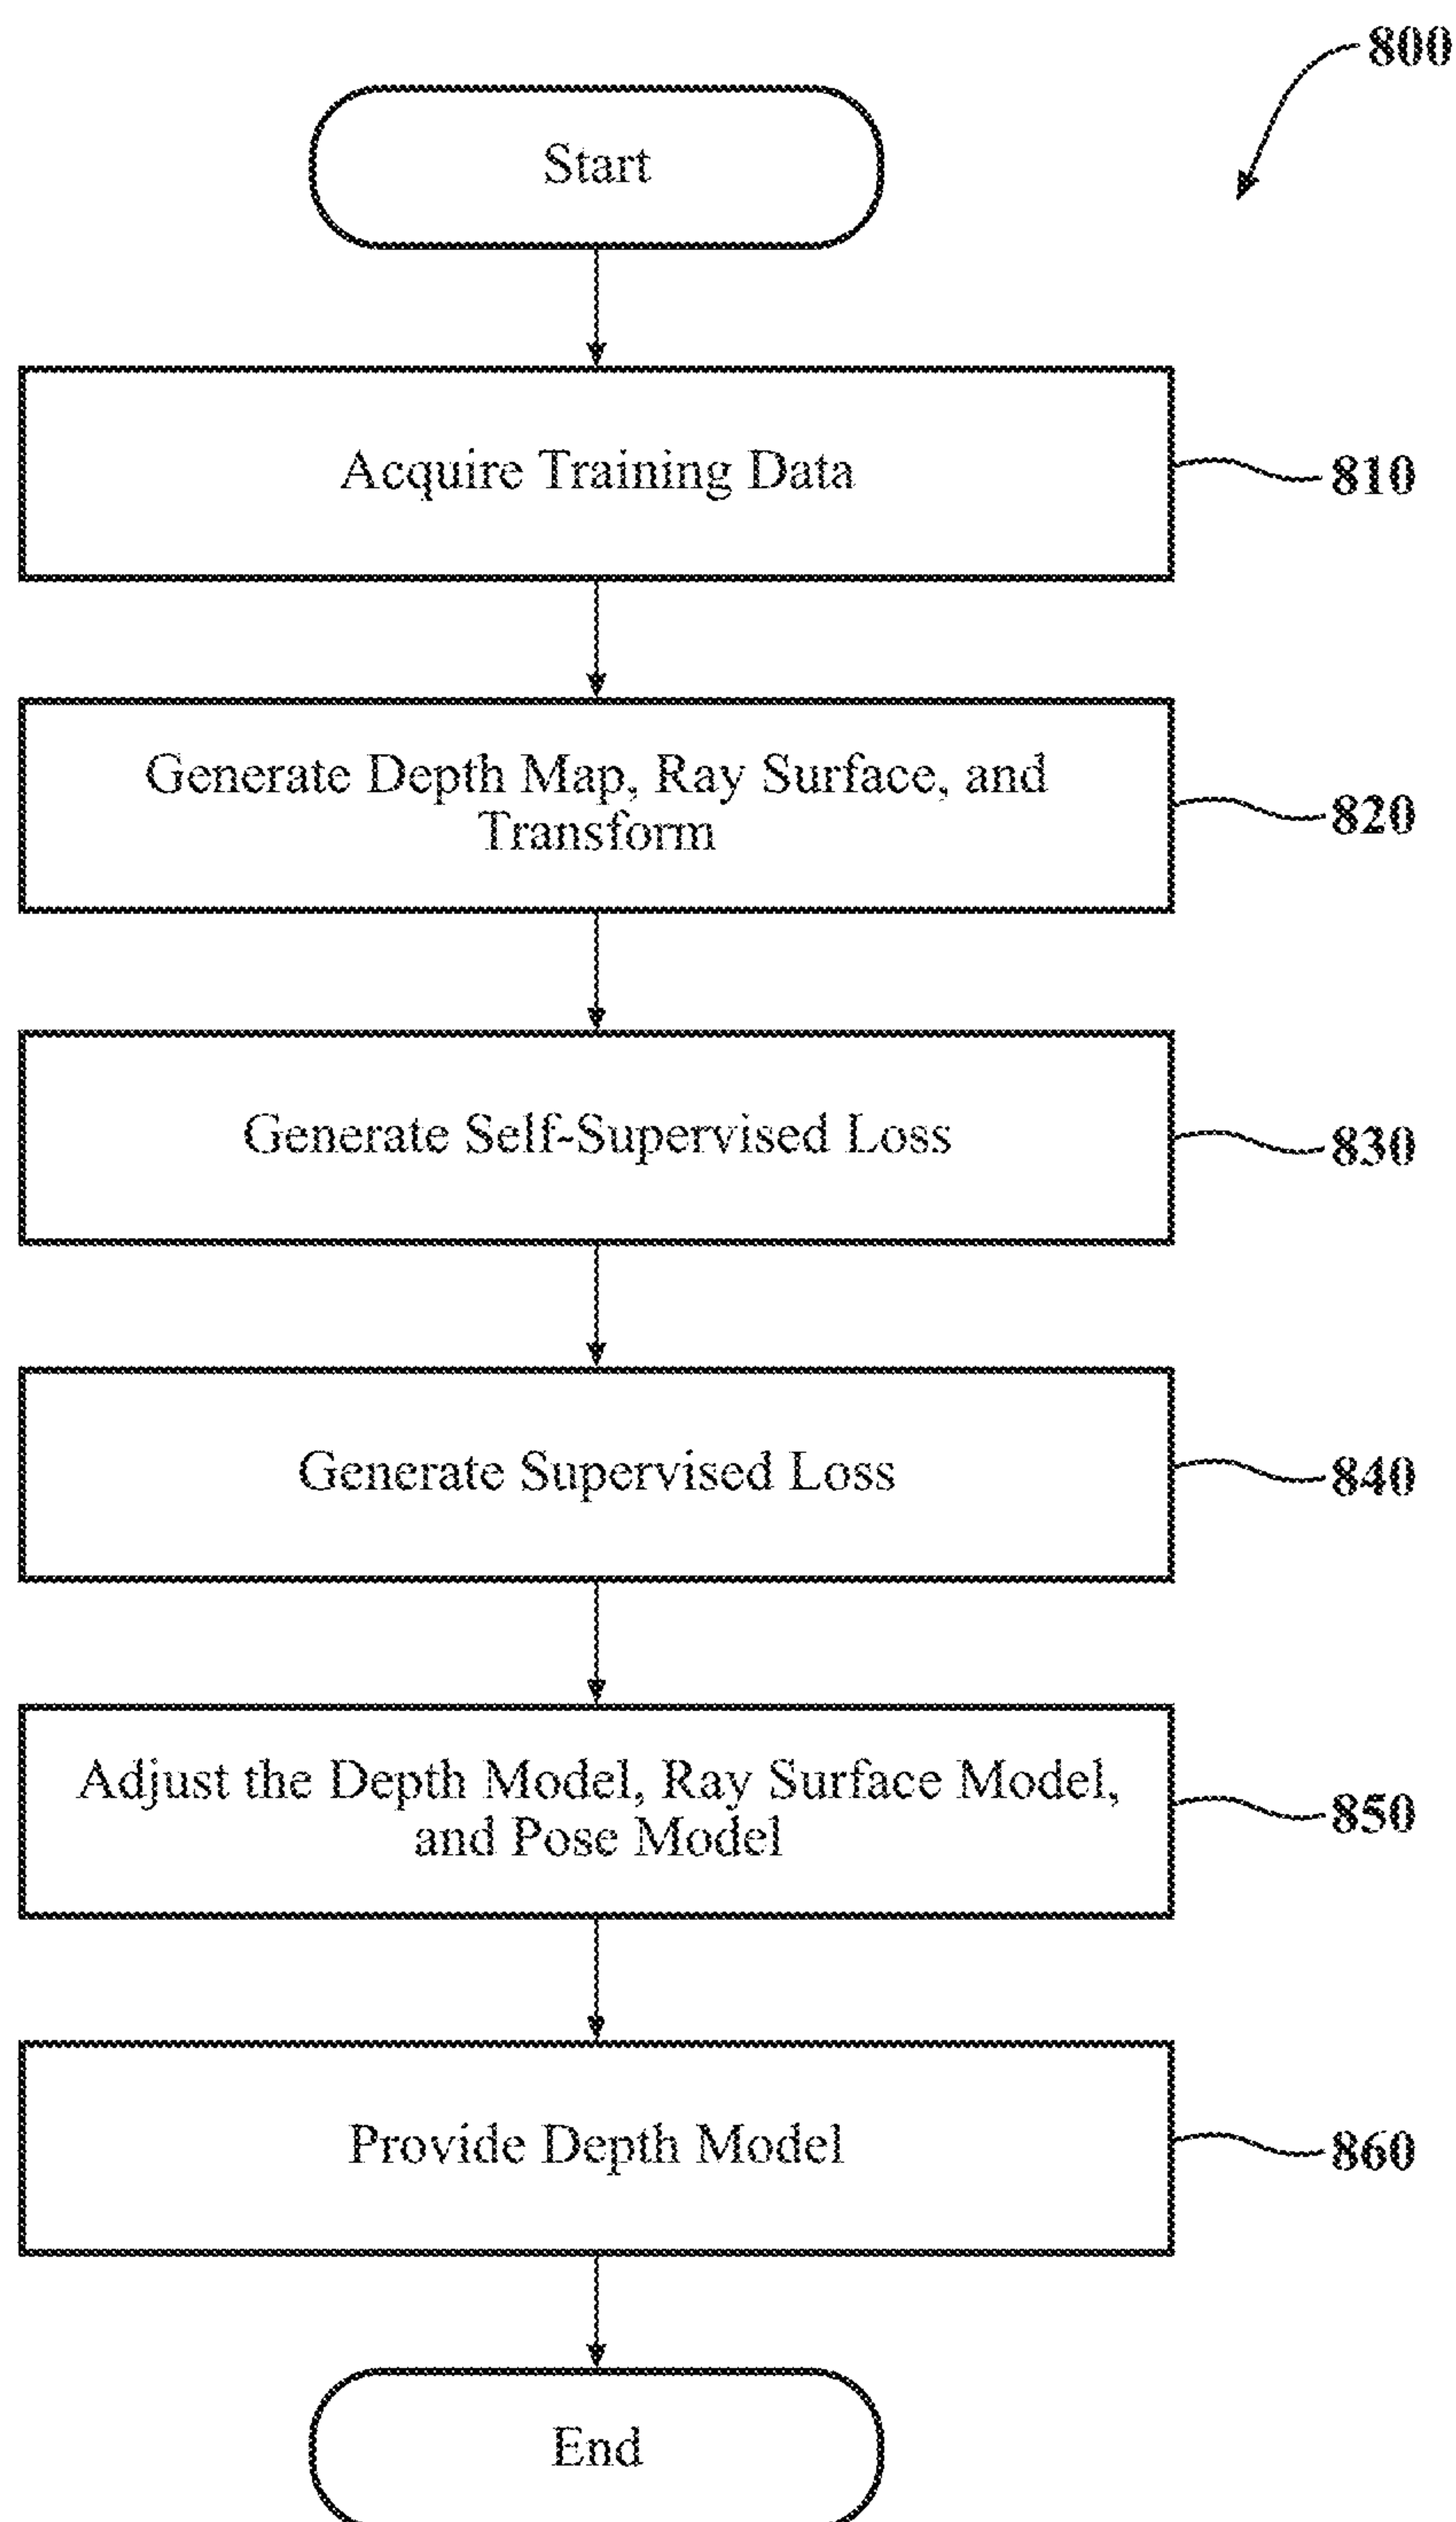 800
Start
Acquire Training Data
810
Generate Depth Map, Ray Surface, and
Transform
820
Generate Self-Supervised Loss
830
Generate Supervised Loss
840
Adjust the Depth Model, Ray Surface Model,
and Pose Model
850
Provide Depth Model
860
End